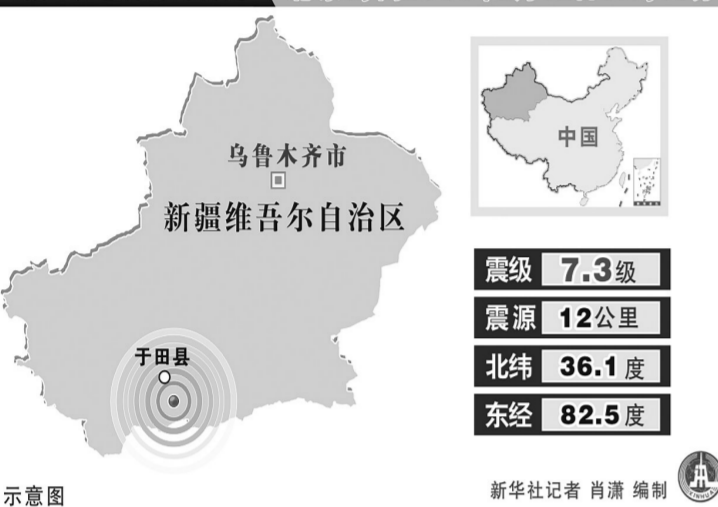 乌鲁木齐市
新疆维吾尔自治区
于田县
中国
震级 7.3级
震源 12公里
北纬 36.1度
东经 82.5度
示意图
新华社记者 肖潇 编制
XINHUA